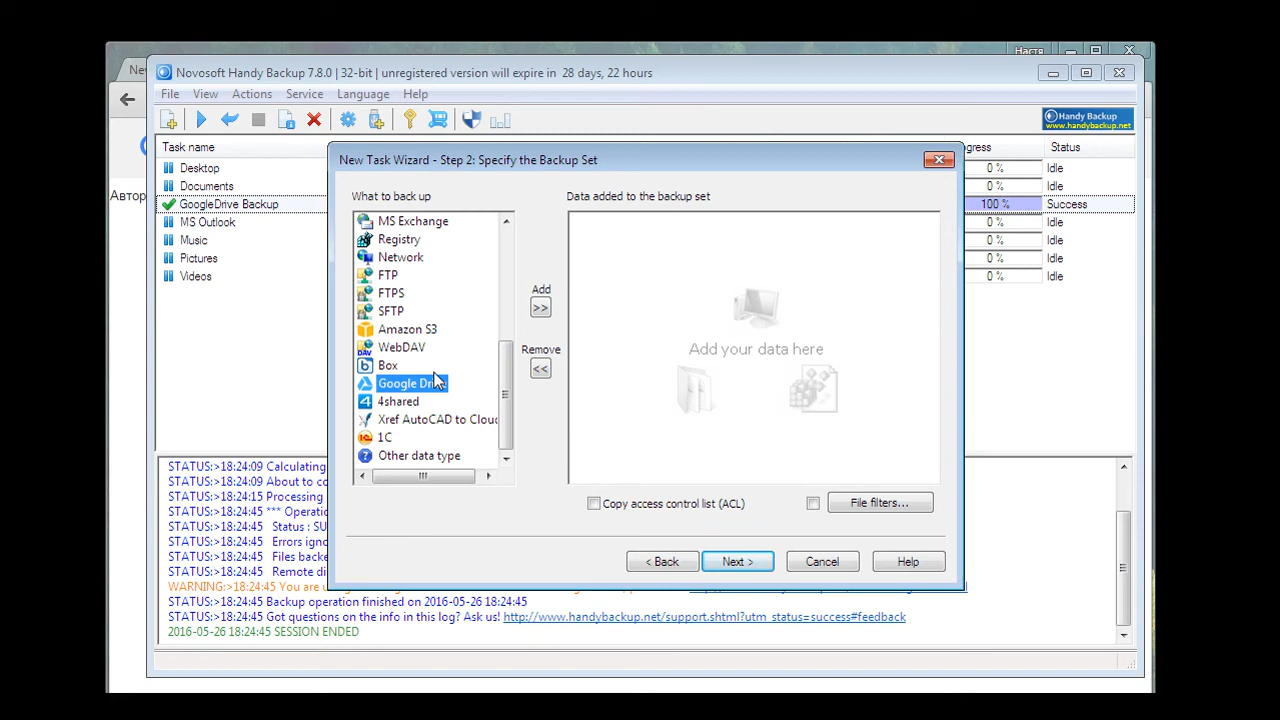 Настя
Novosoft Handy Backup 7.8.0 | 32-bit | unregistered version will expire in 28 days, 22 hours
File View Actions Service Language Help
Handy Backup
www.handybackup.net
Task name
Status
Desktop 0 % Idle
Documents 0 % Idle
GoogleDrive Backup 100 % Success
MS Outlook 0 % Idle
Music 0 % Idle
Pictures 0 % Idle
Videos 0 % Idle
Автор
New Task Wizard - Step 2: Specify the Backup Set
What to back up
Data added to the backup set
MS Exchange
Registry
Network
FTP
FTPS
SFTP
Amazon S3
WebDAV
Box
Google
4shared
Xref AutoCAD to Clou
1C
Other data type
Add
>>
Remove
<<
Add your data here
Copy access control list (ACL)
File filters...
< Back
Next >
Cancel
Help
STATUS:>18:24:09 Calculating
STATUS:>18:24:09 About to co
STATUS:>18:24:15 Processing
STATUS:>18:24:45 *** Operation
STATUS:>18:24:45 Status : SU
STATUS:>18:24:45 Errors ign
STATUS:>18:24:45 Files backe
STATUS:>18:24:45 Remote di
WARNING:>18:24:45 You are u
STATUS:>18:24:45 Backup operation finished on 2016-05-26 18:24:45
STATUS:>18:24:45 Got questions on the info in this log? Ask us! http://www.handybackup.net/support.shtml?utm_status=success#feedback
2016-05-26 18:24:45 SESSION ENDED